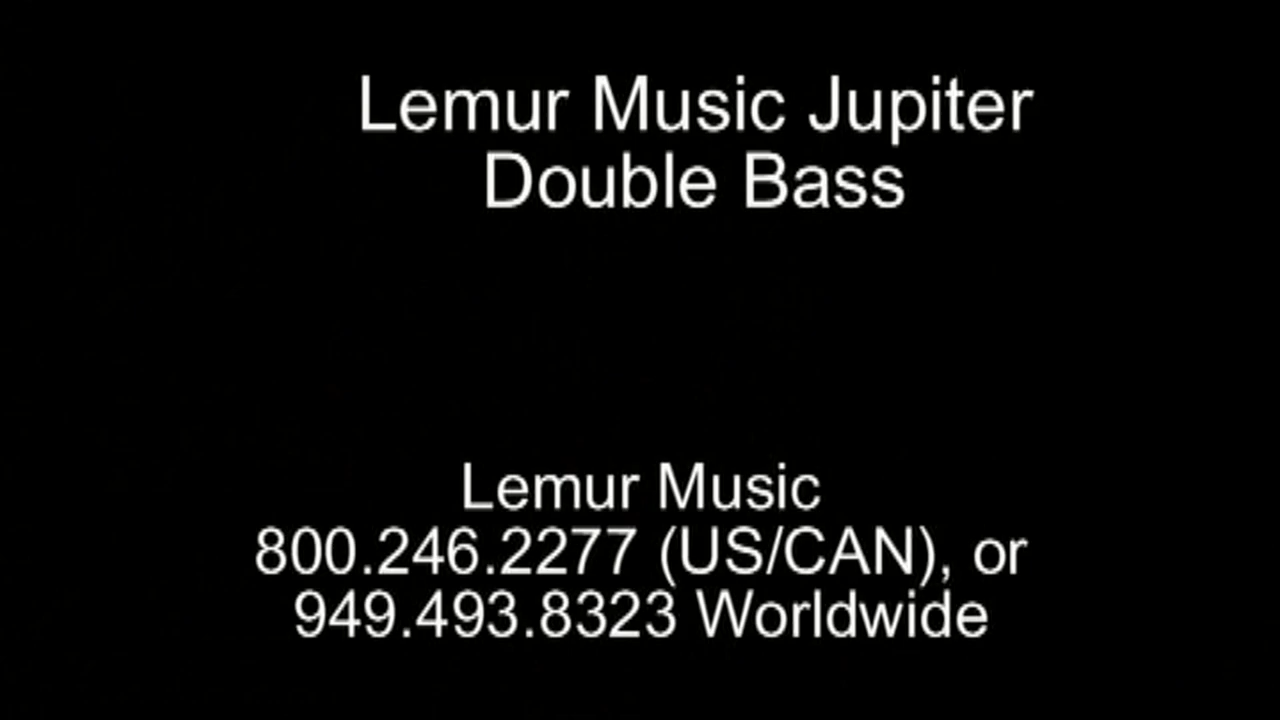 Lemur Music Jupiter
Double Bass
Lemur Music
800.246.2277 (US/CAN), or
949.493.8323 Worldwide